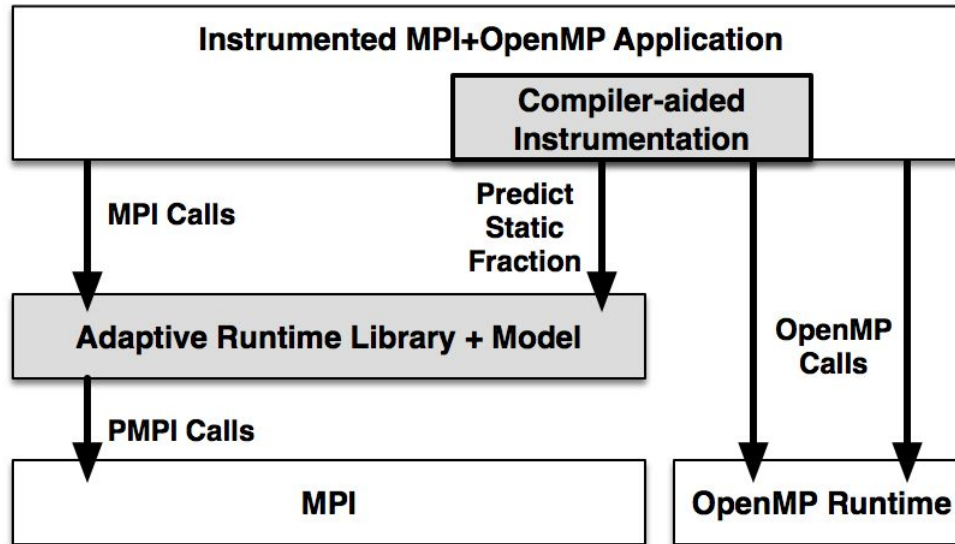 Instrumented MPI+OpenMP Application
Compiler-aided
Instrumentation
MPI Calls
Predict
Static
Fraction
Adaptive Runtime Library + Model
OpenMP
Calls
PMPI Calls
MPI
OpenMP Runtime